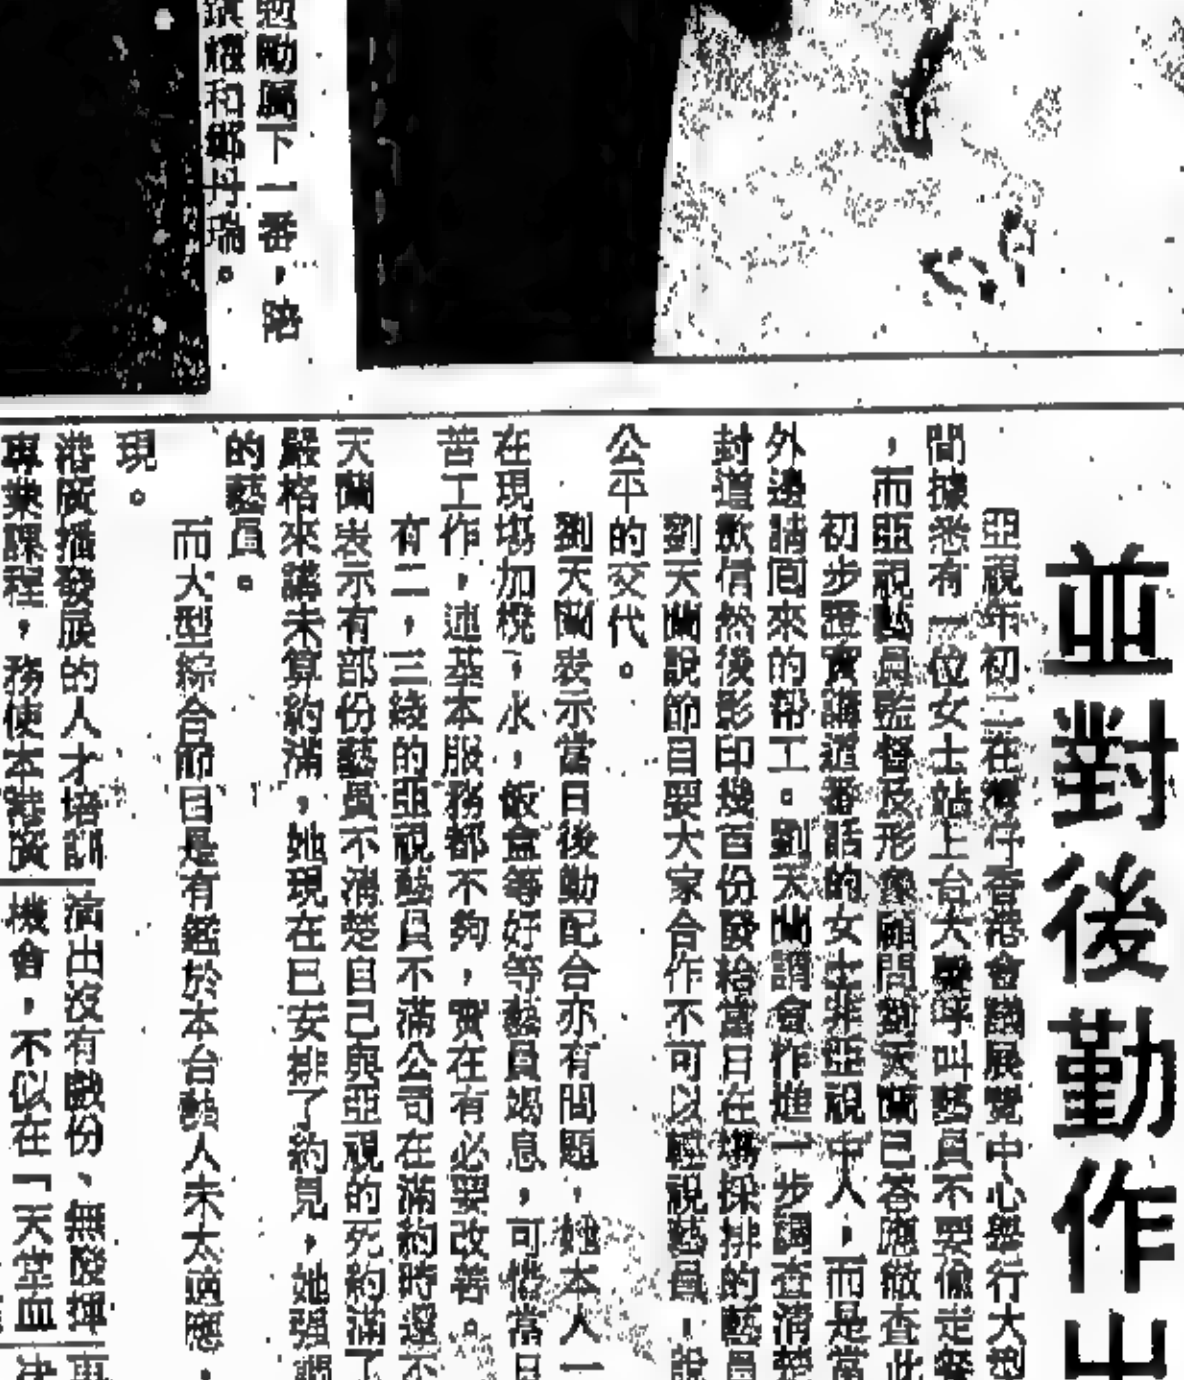 並對後勤作出
亞視年初三在灣仔香港會議展覽中心舉行大型
間據悉有一位女士站上台大聲呼叫藝員不要偷走餐
，而亞視藝員監督及形像顧問劉天蘭已答應徹查此
初步證實講這番話的女士非亞視中人，而是當
外邊請回來的幫工。劉天蘭謂會作進一步調查清楚
封道歉信然後影印幾百份發給當日在場採排的藝員
劉天蘭說節目要大家合作不可以輕視藝員，說
公平的交代。
劉天蘭表示當日後勤配合亦有問題，她本人一
在現場加櫈，水，飯盒等好等藝員竭息，可惜當日
苦工作，連基本服務都不夠，實在有必要改善。
有二，三綫的亞視藝員不滿公司在滿約時還不
天蘭表示有部份藝員不清楚自己與亞視的死約滿了
嚴格來講未算約滿，她現在已安排了約見，她强調
的藝員。
而大型綜合節目是有鑑於本台藝人未太適應，
現。
港廣播發展的人才培訓
專業課程，務使本港廣
演出沒有戲份、無發揮
機會，不似在「天堂血
勉勵屬下一番，陪
和鄭丹瑞。